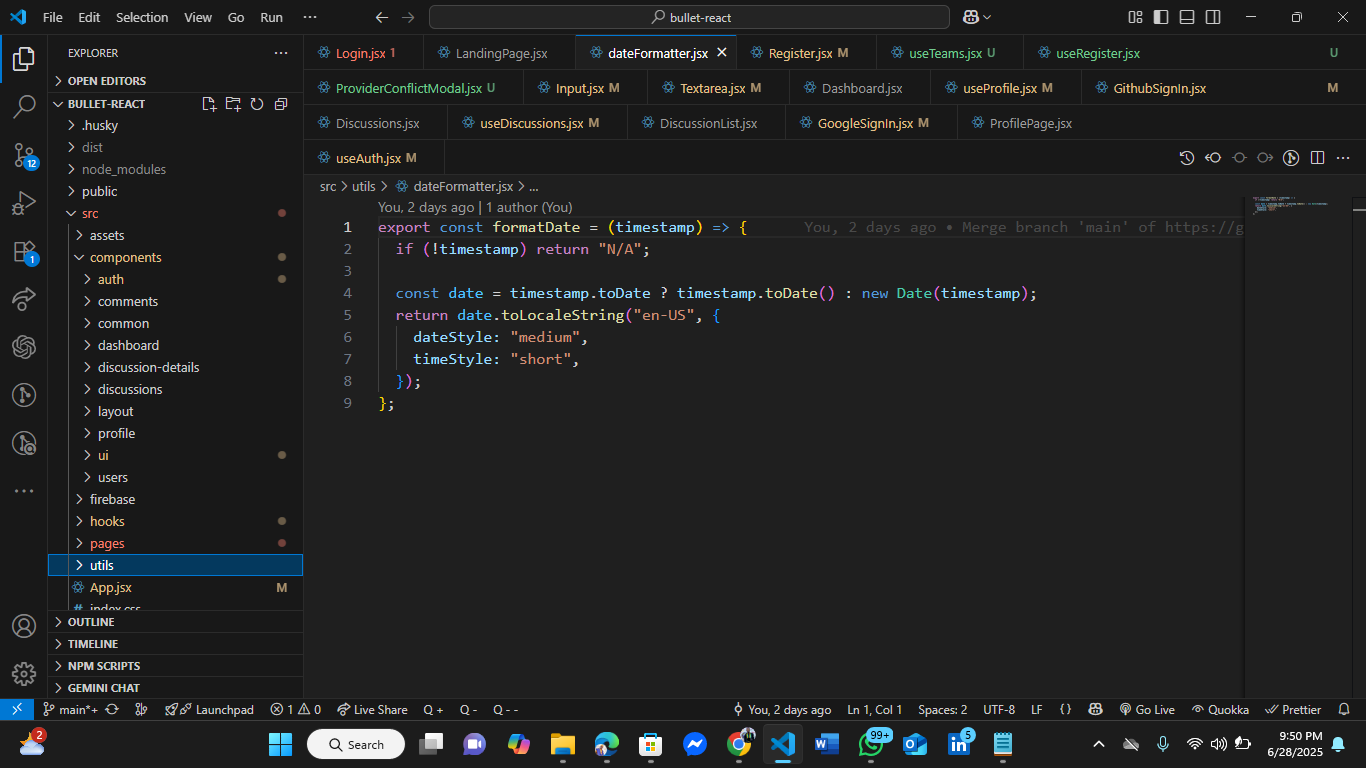 File Edit Selection View Go Run ··· bullet-react
EXPLORER ···
OPEN EDITORS
BULLET-REACT
.husky
dist
node_modules
public
src
assets
components
auth
comments
common
dashboard
discussion-details
discussions
layout
profile
ui
users
firebase
hooks
pages
utils
App.jsx M
# index.css
OUTLINE
TIMELINE
NPM SCRIPTS
GEMINI CHAT
12
1
Login.jsx 1 LandingPage.jsx dateFormatter.jsx Register.jsx M useTeams.jsx U useRegister.jsx U
ProviderConflictModal.jsx U Input.jsx M Textarea.jsx M Dashboard.jsx useProfile.jsx M GithubSignIn.jsx M
Discussions.jsx useDiscussions.jsx M DiscussionList.jsx GoogleSignIn.jsx M ProfilePage.jsx
useAuth.jsx M ···
src > utils > dateFormatter.jsx > ...
You, 2 days ago | 1 author (You)
1 export const formatDate = (timestamp) => { You, 2 days ago • Merge branch 'main' of https://g
2 if (!timestamp) return "N/A";
3
4 const date = timestamp.toDate ? timestamp.toDate() : new Date(timestamp);
5 return date.toLocaleString("en-US", {
6 dateStyle: "medium",
7 timeStyle: "short",
8 });
9 };
main*+ Launchpad 1 0 Live Share Q + Q - Q - - You, 2 days ago Ln 1, Col 1 Spaces: 2 UTF-8 LF {} Go Live Quokka Prettier
2 Search 99+ 5 9:50 PM
6/28/2025